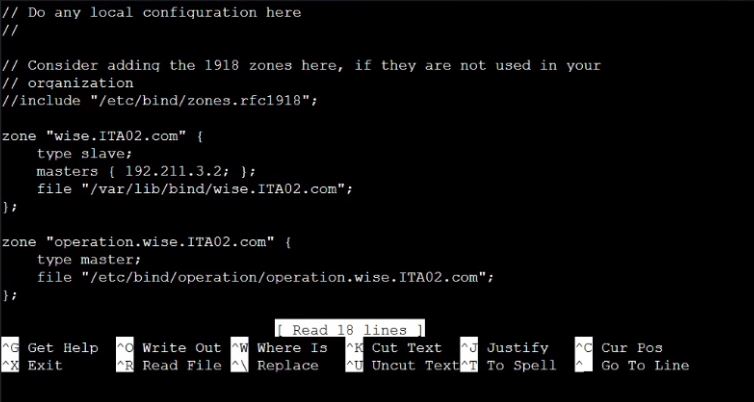 // Do any local configuration here
//
// Consider adding the 1918 zones here, if they are not used in your
// organization
//include "/etc/bind/zones.rfc1918";
zone "wise.ITA02.com" {
    type slave;
    masters { 192.211.3.2; };
    file "/var/lib/bind/wise.ITA02.com";
};
zone "operation.wise.ITA02.com" {
    type master;
    file "/etc/bind/operation/operation.wise.ITA02.com";
};
[ Read 18 lines ]
^G Get Help ^O Write Out ^W Where Is ^K Cut Text ^J Justify ^C Cur Pos
^X Exit ^R Read File ^\ Replace ^U Uncut Text ^T To Spell ^_ Go To Line